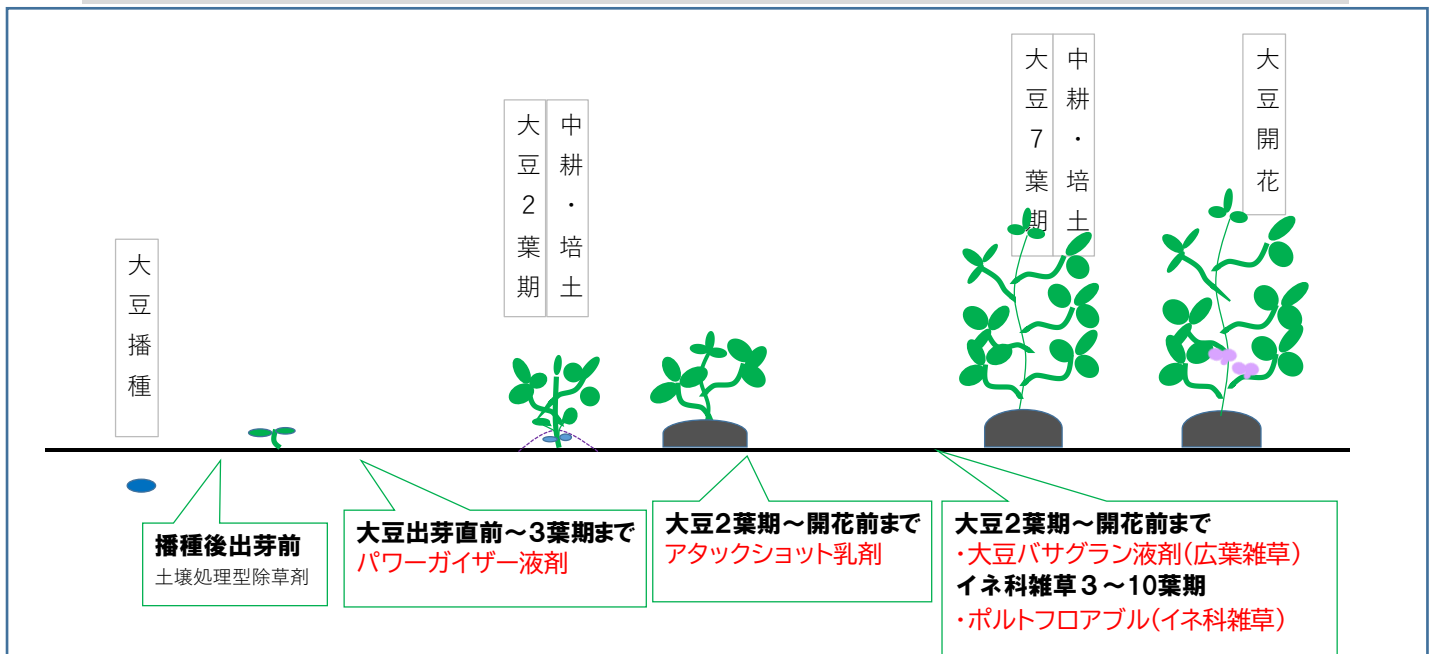 大豆播種
大豆2葉期
中耕・培土
大豆7葉期
中耕・培土
大豆開花
播種後出芽前
土壌処理型除草剤
大豆出芽直前～3葉期まで
パワーガイザー液剤
大豆2葉期～開花前まで
アタックショット乳剤
大豆2葉期～開花前まで
・大豆バサグラン液剤(広葉雑草)
イネ科雑草３～10葉期
・ポルトフロアブル(イネ科雑草)